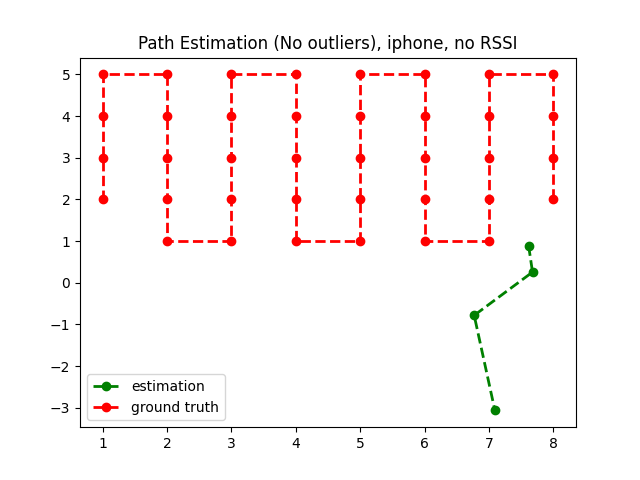 Path Estimation (No outliers), iphone, no RSSI
5
4
3
2
1
0
−1
−2
−3
estimation
ground truth
1 2 3 4 5 6 7 8